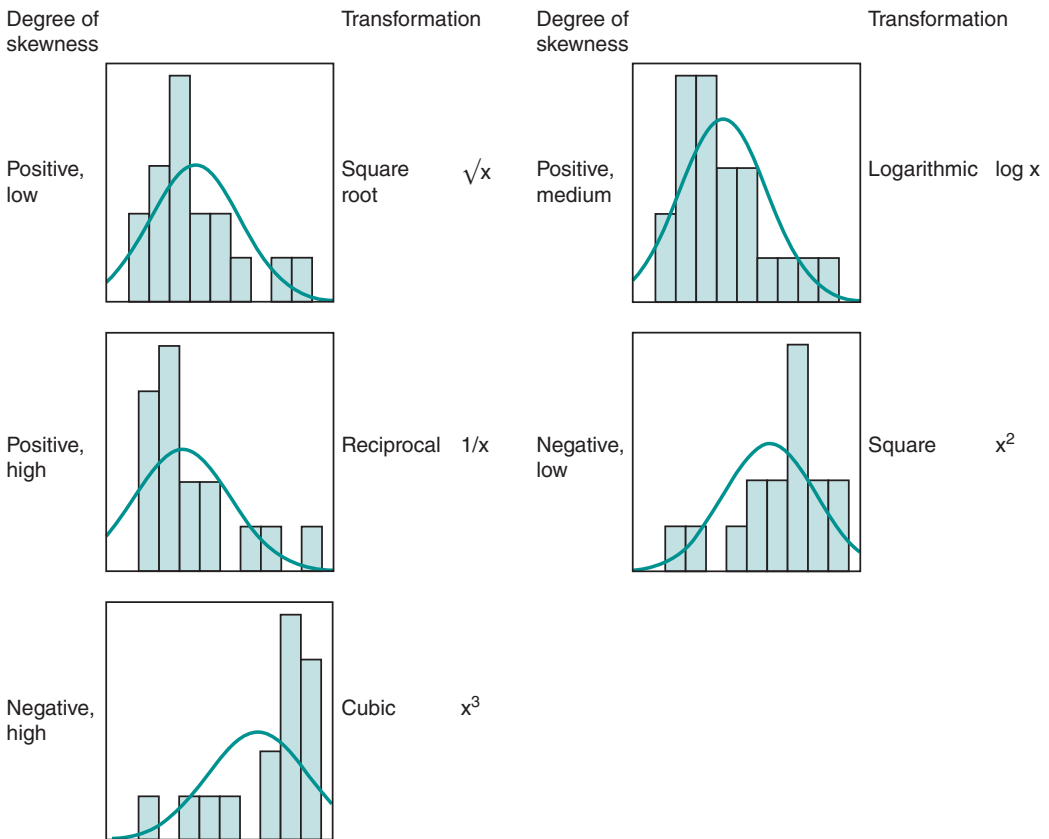 Degree of
skewness
Transformation
Positive,
low
Square
root
√x
Positive,
high
Reciprocal 1/x
Negative,
high
Cubic x³
Degree of
skewness
Transformation
Positive,
medium
Logarithmic log x
Negative,
low
Square x²